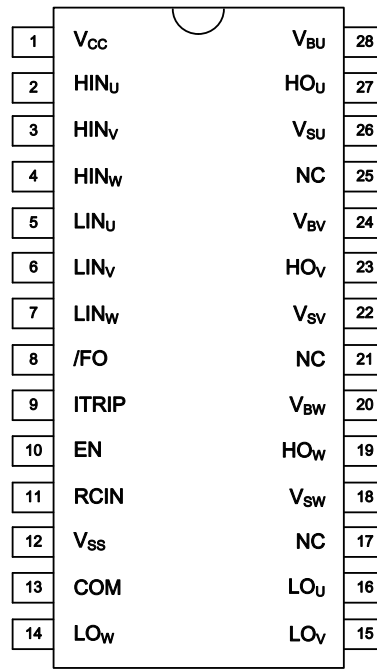 1 VCC VBU 28
2 HINU HOU 27
3 HINV VSU 26
4 HINW NC 25
5 LINU VBV 24
6 LINV HOV 23
7 LINW VSV 22
8 /FO NC 21
9 ITRIP VBW 20
10 EN HOW 19
11 RCIN VSW 18
12 VSS NC 17
13 COM LOU 16
14 LOW LOV 15